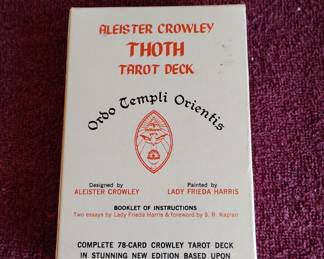 ALEISTER CROWLEY
THOTH
TAROT DECK
Ordo Templi Orientis
Designed by Painted by
ALEISTER CROWLEY LADY FRIEDA HARRIS
BOOKLET OF INSTRUCTIONS
Two essays by Lady Frieda Harris & foreword by S. R. Kaplan
COMPLETE 78-CARD CROWLEY TAROT DECK
IN STUNNING NEW EDITION BASED UPON